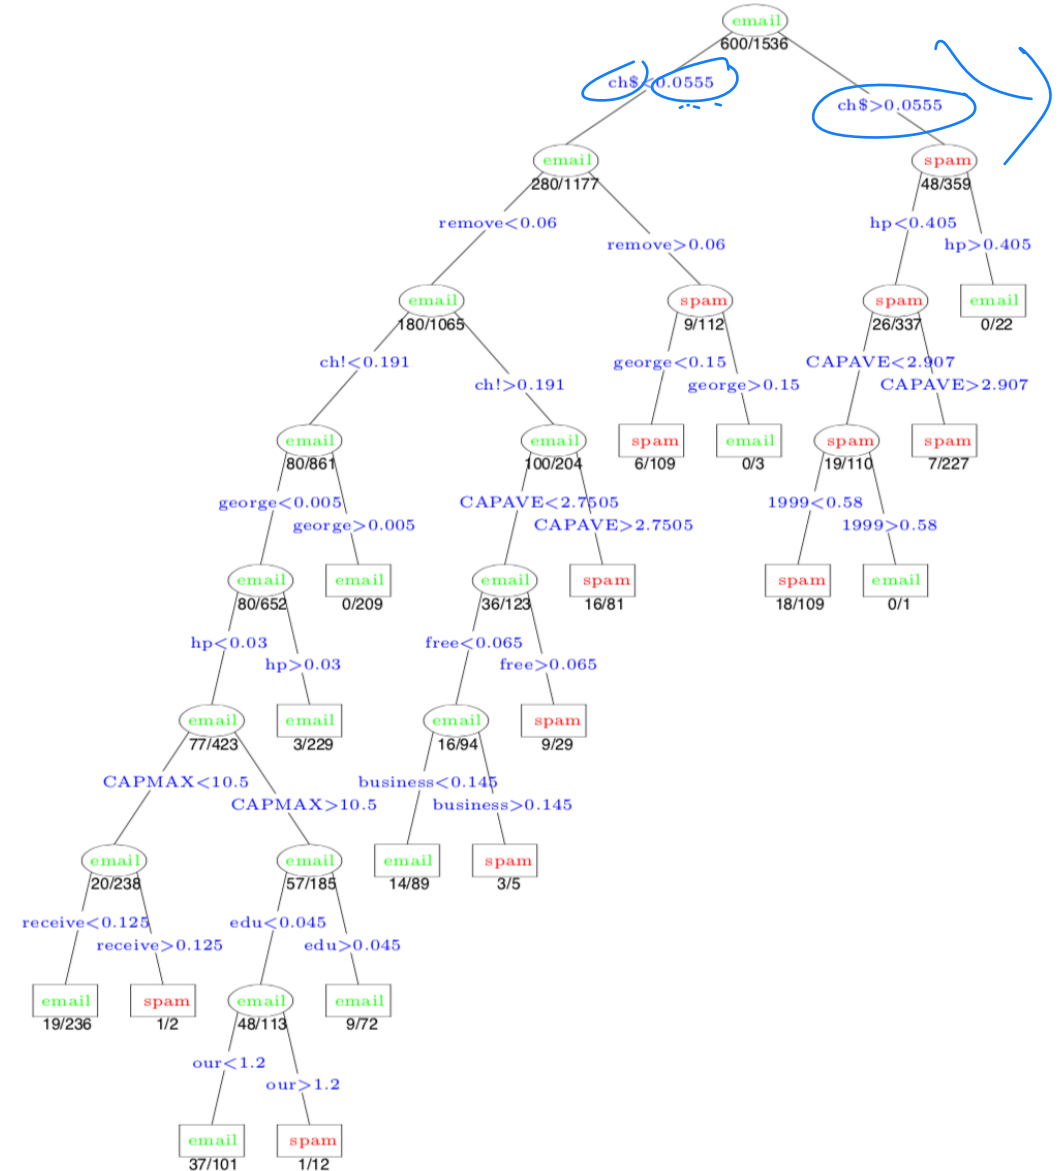 email
600/1536
ch$<0.0555
ch$>0.0555
email
280/1177
spam
48/359
remove<0.06
remove>0.06
hp<0.405
hp>0.405
email
180/1065
spam
9/112
spam
26/337
email
0/22
ch!<0.191
ch!>0.191
george<0.15
george>0.15
CAPAVE<2.907
CAPAVE>2.907
email
80/861
email
100/204
spam
6/109
email
0/3
spam
19/110
spam
7/227
george<0.005
george>0.005
CAPAVE<2.7505
CAPAVE>2.7505
1999<0.58
1999>0.58
email
80/652
email
0/209
email
36/123
spam
16/81
spam
18/109
email
0/1
hp<0.03
hp>0.03
free<0.065
free>0.065
email
77/423
email
3/229
email
16/94
spam
9/29
CAPMAX<10.5
CAPMAX>10.5
business<0.145
business>0.145
email
20/238
email
57/185
email
14/89
spam
3/5
receive<0.125
receive>0.125
edu<0.045
edu>0.045
email
19/236
spam
1/2
email
48/113
email
9/72
our<1.2
our>1.2
email
37/101
spam
1/12